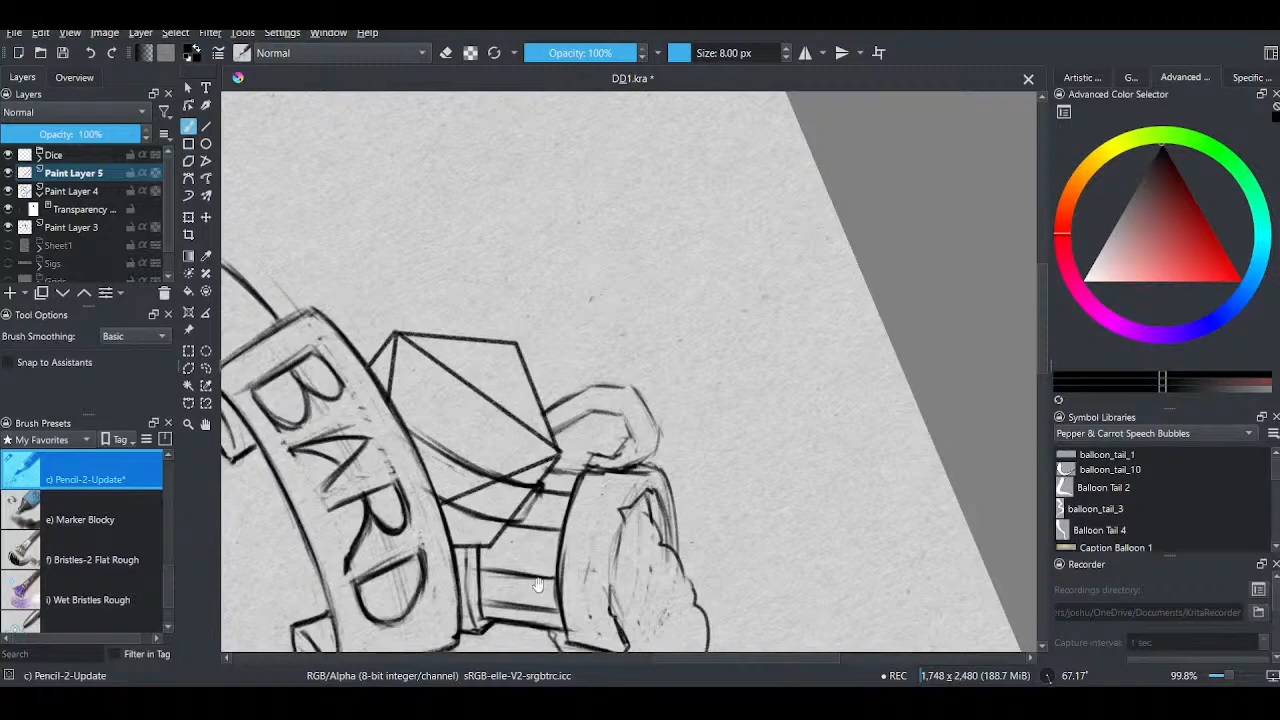 File Edit View Image Layer Select Filter Tools Settings Window Help
Normal
Opacity: 100%
Size: 8.00 px
Layers
Overview
DD1.kra *
Artistic ...
G...
Advanced ...
Specific ...
Layers
Normal
Opacity: 100%
Dice
Paint Layer 5
Paint Layer 4
Transparency ...
Paint Layer 3
Sheet1
Sigs
Tool Options
Brush Smoothing:
Basic
Snap to Assistants
Brush Presets
My Favorites
Tag
c) Pencil-2-Update*
e) Marker Blocky
f) Bristles-2 Flat Rough
i) Wet Bristles Rough
Search
Filter in Tag
BARD
Advanced Color Selector
Symbol Libraries
Pepper & Carrot Speech Bubbles
balloon_tail_1
balloon_tail_10
Balloon Tail 2
balloon_tail_3
Balloon Tail 4
Caption Balloon 1
Recorder
Recordings directory:
ers/joshu/OneDrive/Documents/KritaRecorder
Capture interval:
1 sec.
c) Pencil-2-Update
RGB/Alpha (8-bit integer/channel) sRGB-elle-V2-srgbtrc.icc
REC
1,748 x 2,480 (188.7 MiB)
67.17°
99.8%